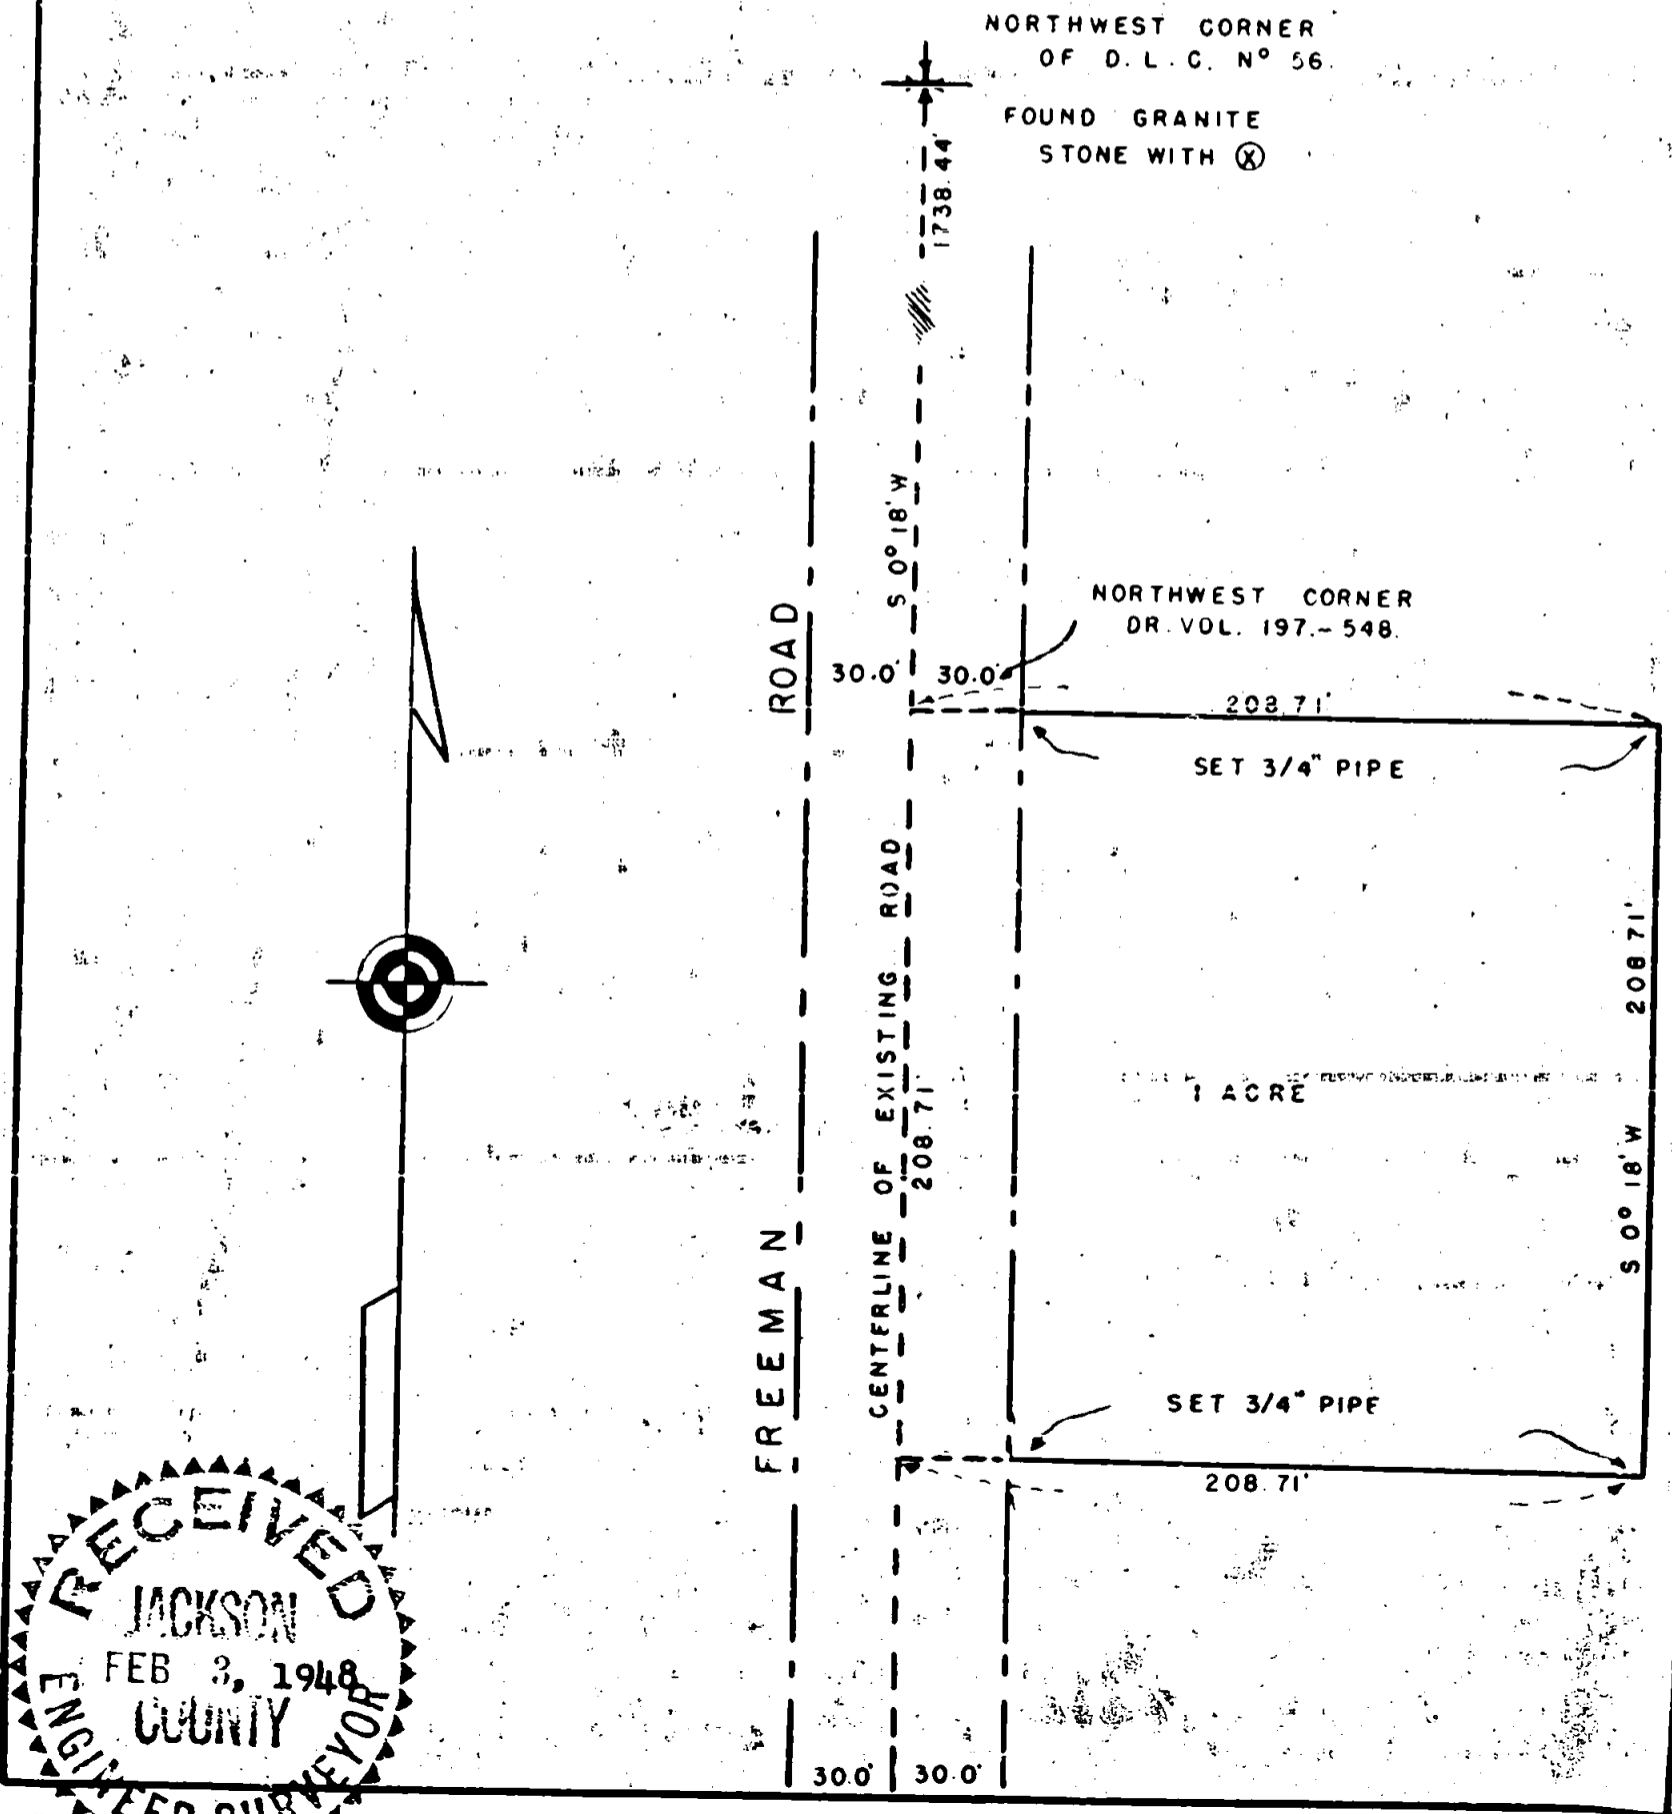 NORTHWEST CORNER
OF D.L.C. Nº 56.
FOUND GRANITE
STONE WITH Ⓧ
1738.44'
S 0° 18' W
NORTHWEST CORNER
DR. VOL. 197.-548.
ROAD
30.0'
30.0'
208.71'
SET 3/4" PIPE
CENTERLINE OF EXISTING ROAD
208.71'
208.71'
S 0° 18' W
1 ACRE
FREEMAN
SET 3/4" PIPE
208.71'
RECEIVED
JACKSON
FEB 3, 1948
COUNTY
ENGINEER SURVEYOR
30.0'
30.0'